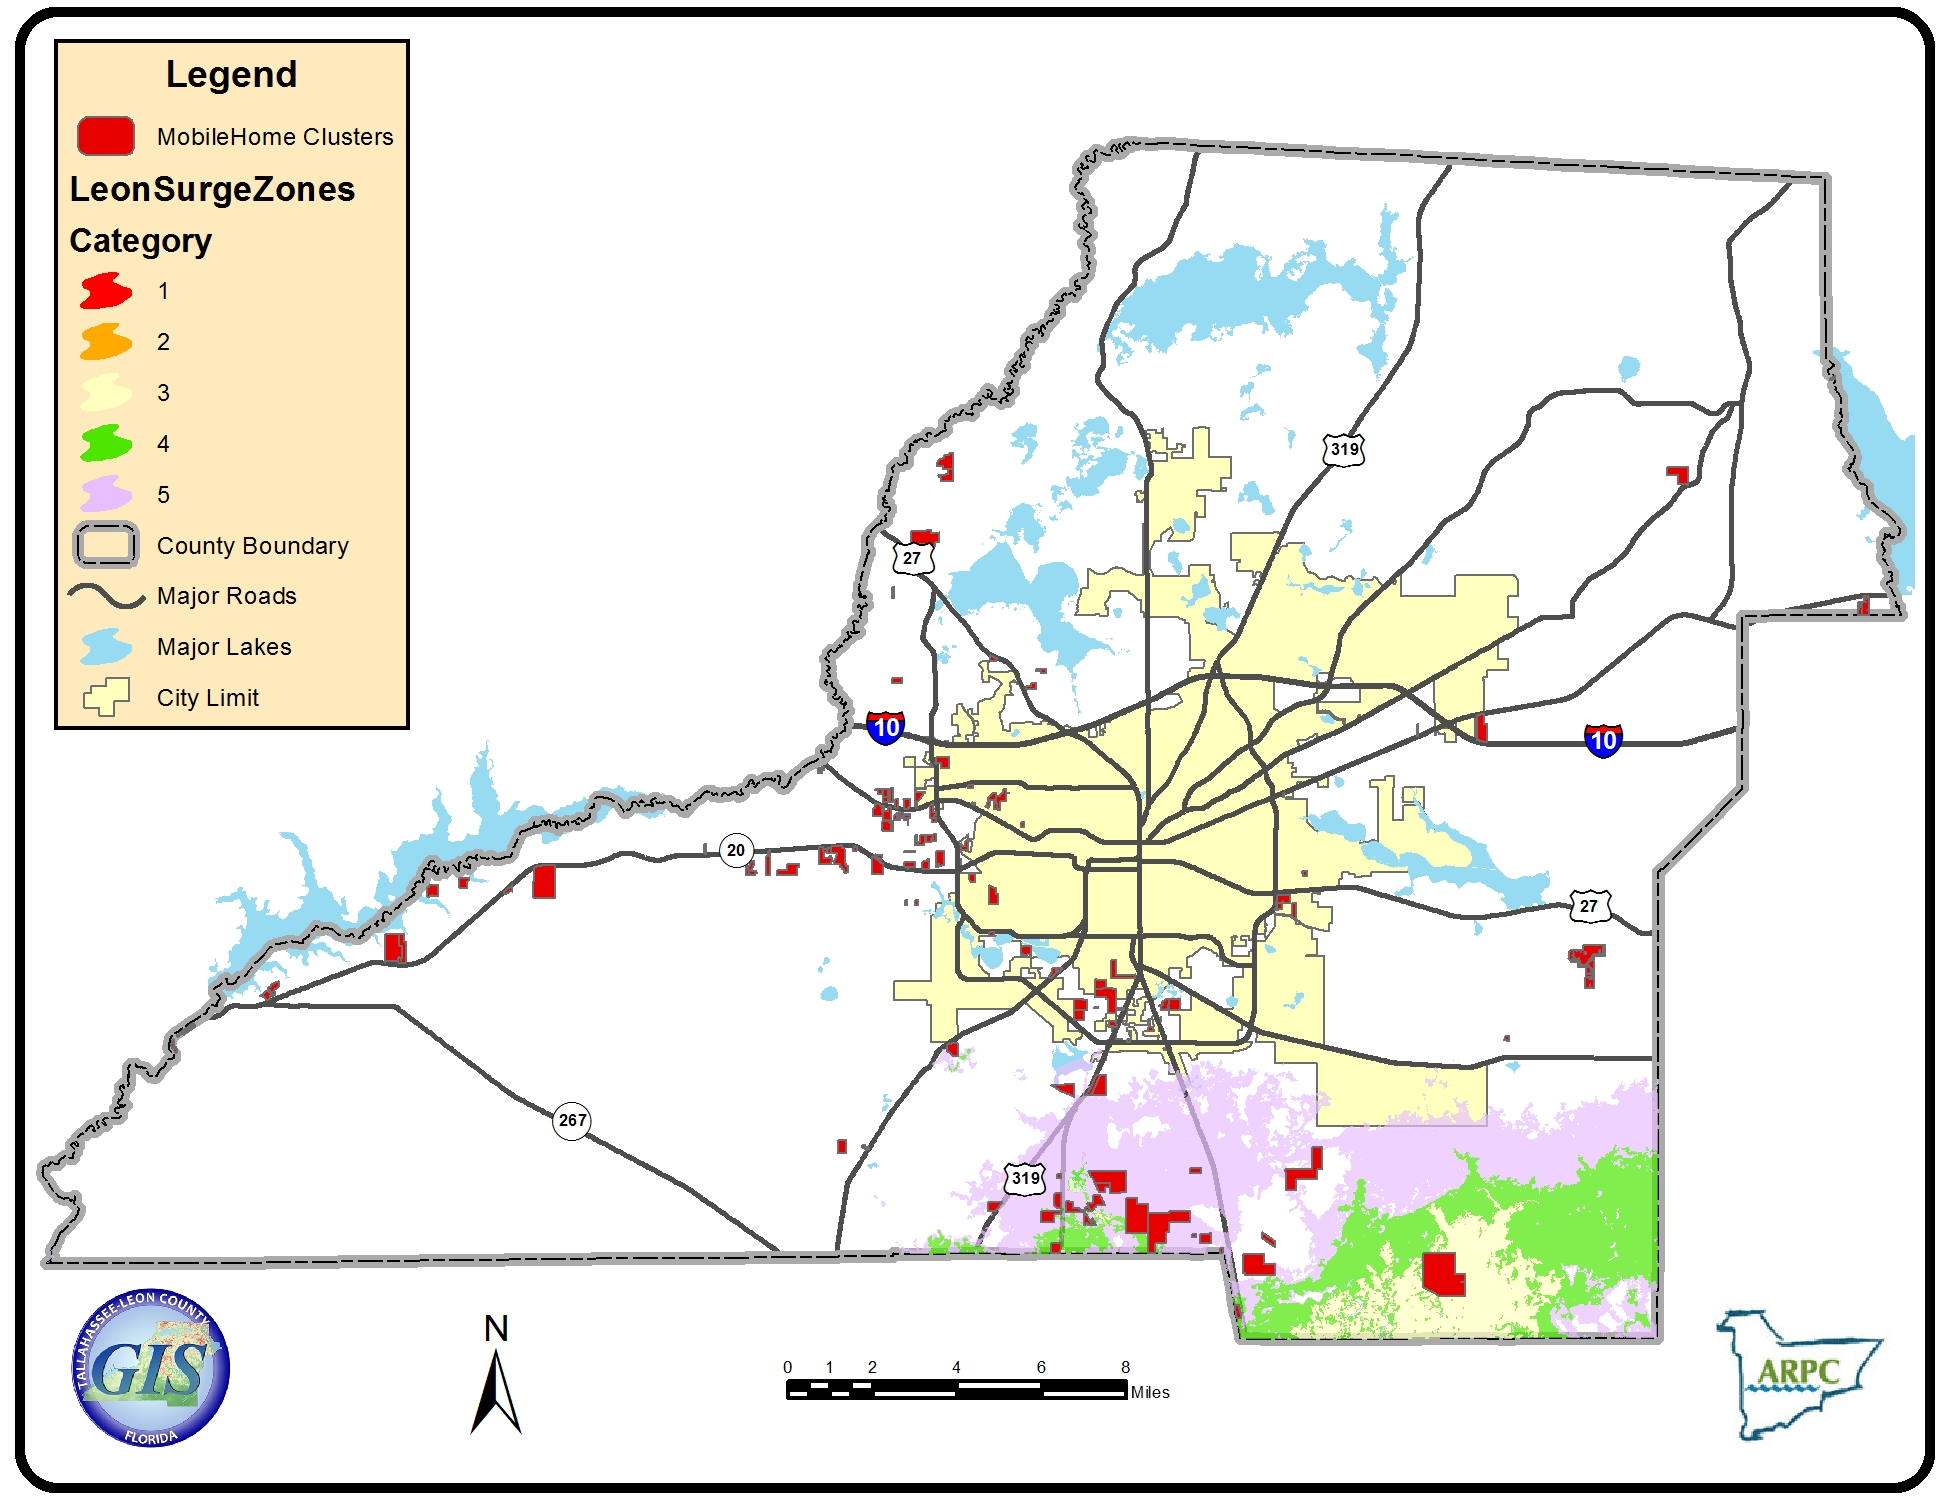 Legend
MobileHome Clusters
LeonSurgeZones
Category
1
2
3
4
5
County Boundary
Major Roads
Major Lakes
City Limit
319
27
10
10
20
27
267
319
TALLAHASSEE-LEON COUNTY
GIS
FLORIDA
N
0 1 2 4 6 8
Miles
ARPC